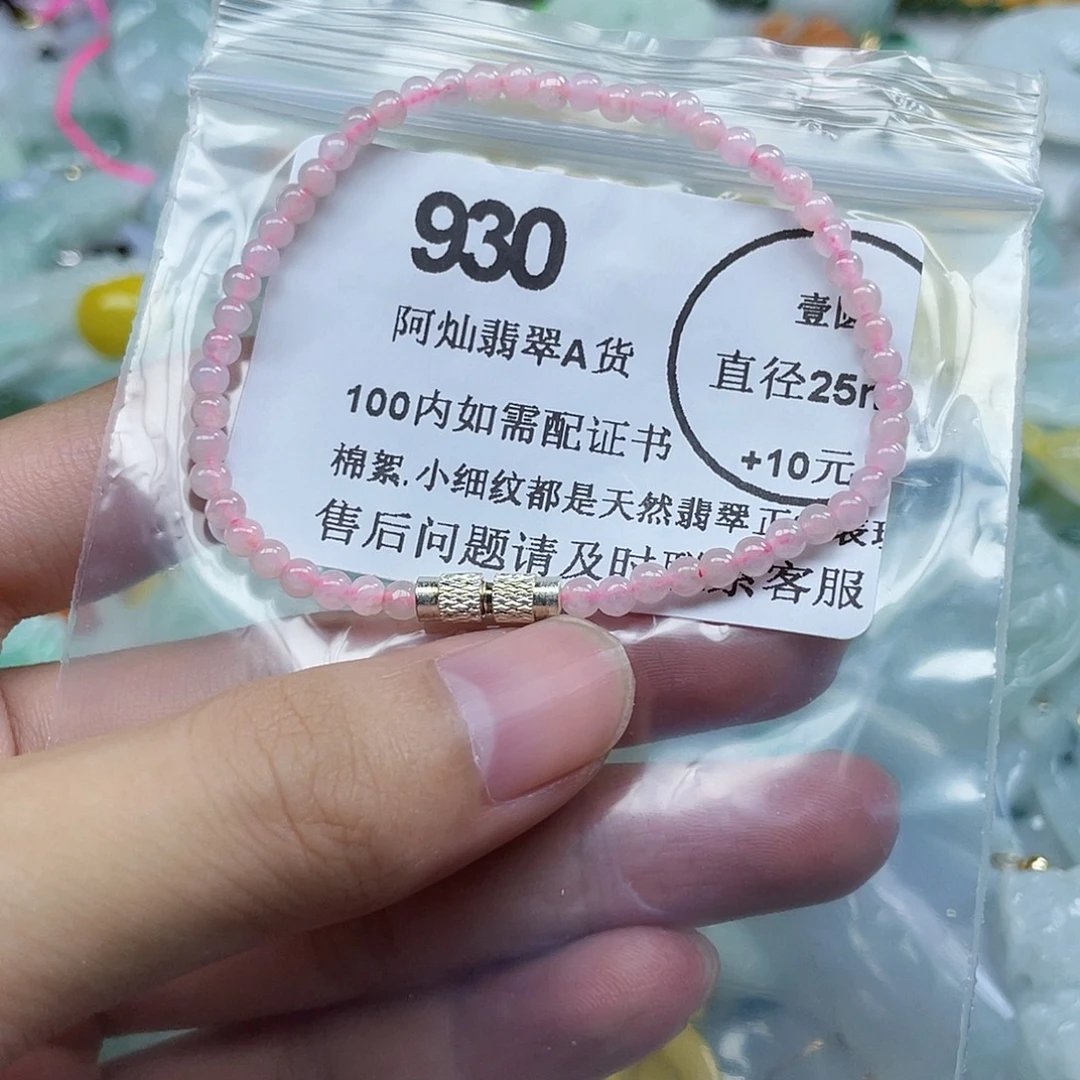 930
阿灿翡翠A货
100内如需配证书
棉絮.小细纹都是天然翡翠正
售后问题请及时
客服
壹
直径25
+10元